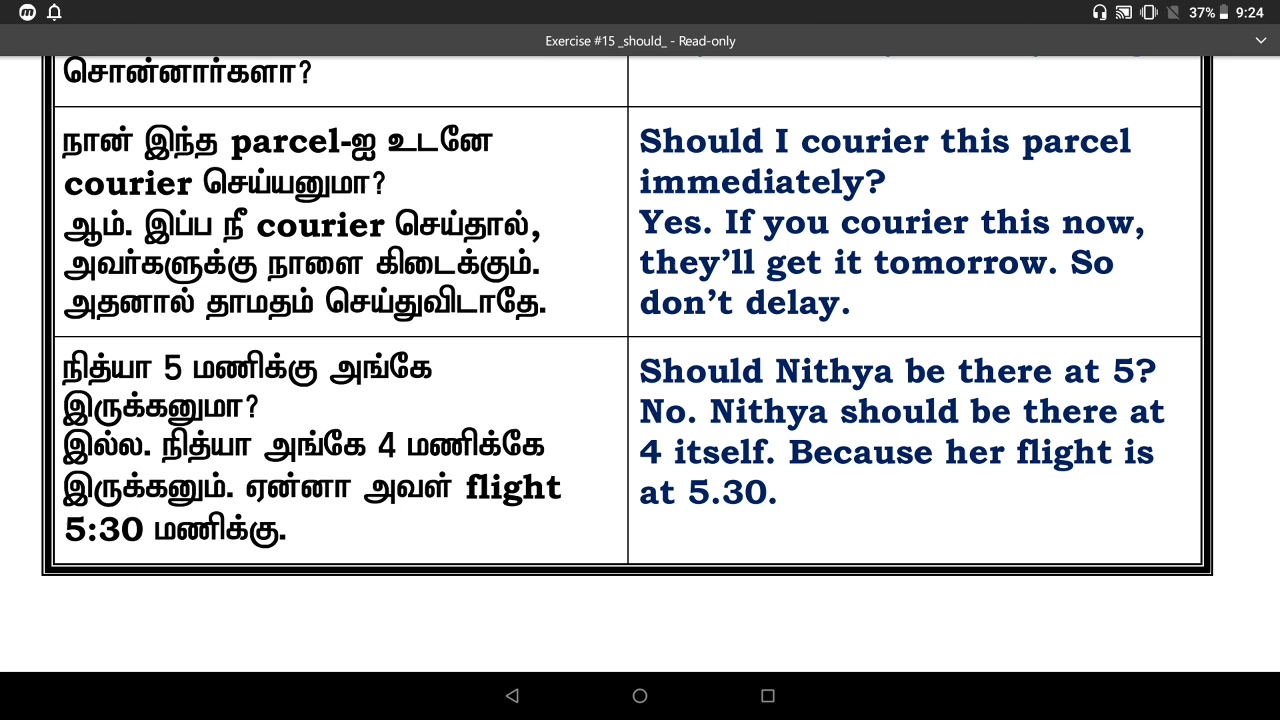 37% 9:24
Exercise #15 _should_ - Read-only
சொன்னார்களா?
நான் இந்த parcel-ஐ உடனே
courier செய்யனுமா?
ஆம். இப்ப நீ courier செய்தால்,
அவர்களுக்கு நாளை கிடைக்கும்.
அதனால் தாமதம் செய்துவிடாதே.
Should I courier this parcel
immediately?
Yes. If you courier this now,
they'll get it tomorrow. So
don't delay.
நித்யா 5 மணிக்கு அங்கே
இருக்கனுமா?
இல்ல. நித்யா அங்கே 4 மணிக்கே
இருக்கனும். ஏன்னா அவள் flight
5:30 மணிக்கு.
Should Nithya be there at 5?
No. Nithya should be there at
4 itself. Because her flight is
at 5.30.